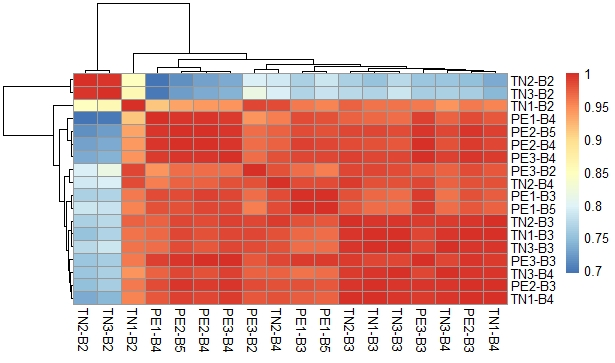 TN2-B2
TN3-B2
TN1-B2
PE1-B4
PE2-B5
PE2-B4
PE3-B4
PE3-B2
TN2-B4
PE1-B3
PE1-B5
TN2-B3
TN1-B3
TN3-B3
PE3-B3
TN3-B4
PE2-B3
TN1-B4
1
0.95
0.9
0.85
0.8
0.75
0.7
TN2-B2
TN3-B2
TN1-B2
PE1-B4
PE2-B5
PE2-B4
PE3-B4
PE3-B2
TN2-B4
PE1-B3
PE1-B5
TN2-B3
TN1-B3
TN3-B3
PE3-B3
TN3-B4
PE2-B3
TN1-B4